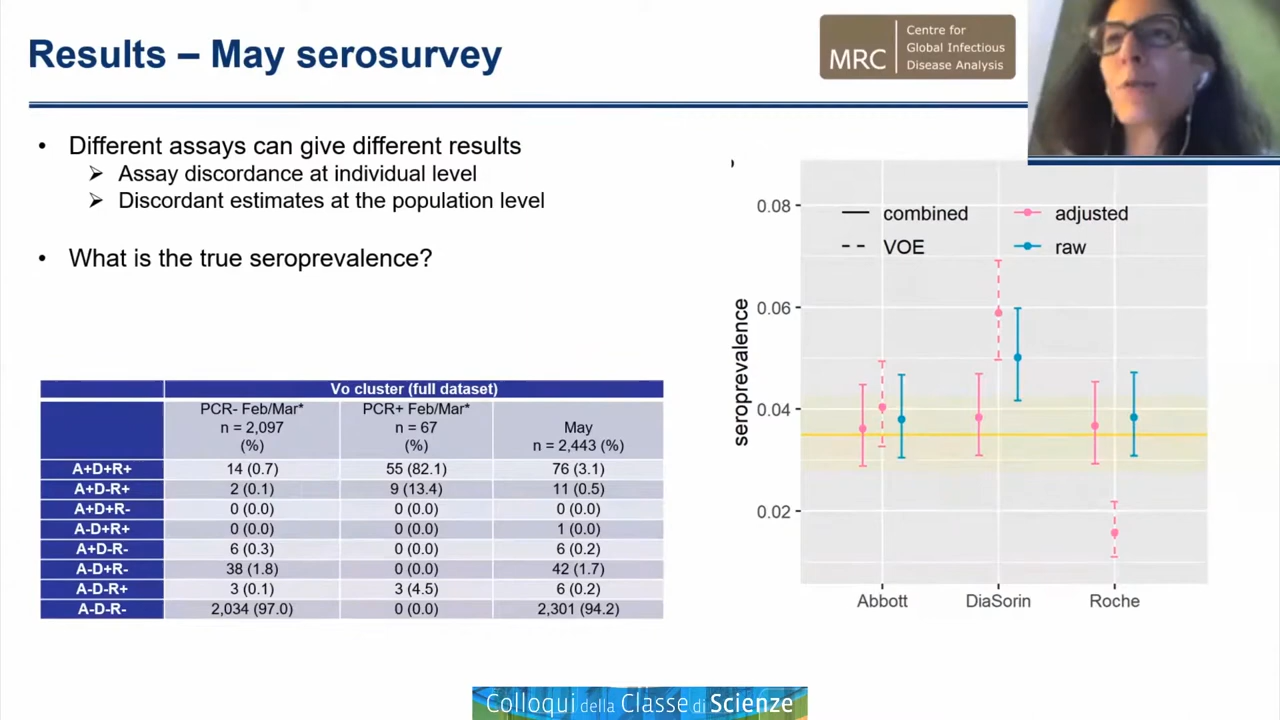 Results – May serosurvey
MRC
Centre for
Global Infectious
Disease Analysis
• Different assays can give different results
➢ Assay discordance at individual level
➢ Discordant estimates at the population level
• What is the true seroprevalence?
Vo cluster (full dataset)
PCR- Feb/Mar* n = 2,097 (%) PCR+ Feb/Mar* n = 67 (%) May n = 2,443 (%)
A+D+R+ 14 (0.7) 55 (82.1) 76 (3.1)
A+D-R+ 2 (0.1) 9 (13.4) 11 (0.5)
A+D+R- 0 (0.0) 0 (0.0) 0 (0.0)
A-D+R+ 0 (0.0) 0 (0.0) 1 (0.0)
A+D-R- 6 (0.3) 0 (0.0) 6 (0.2)
A-D+R- 38 (1.8) 0 (0.0) 42 (1.7)
A-D-R+ 3 (0.1) 3 (4.5) 6 (0.2)
A-D-R- 2,034 (97.0) 0 (0.0) 2,301 (94.2)
combined adjusted
VOE raw
seroprevalence
0.08
0.06
0.04
0.02
Abbott DiaSorin Roche
Colloqui della Classe di Scienze